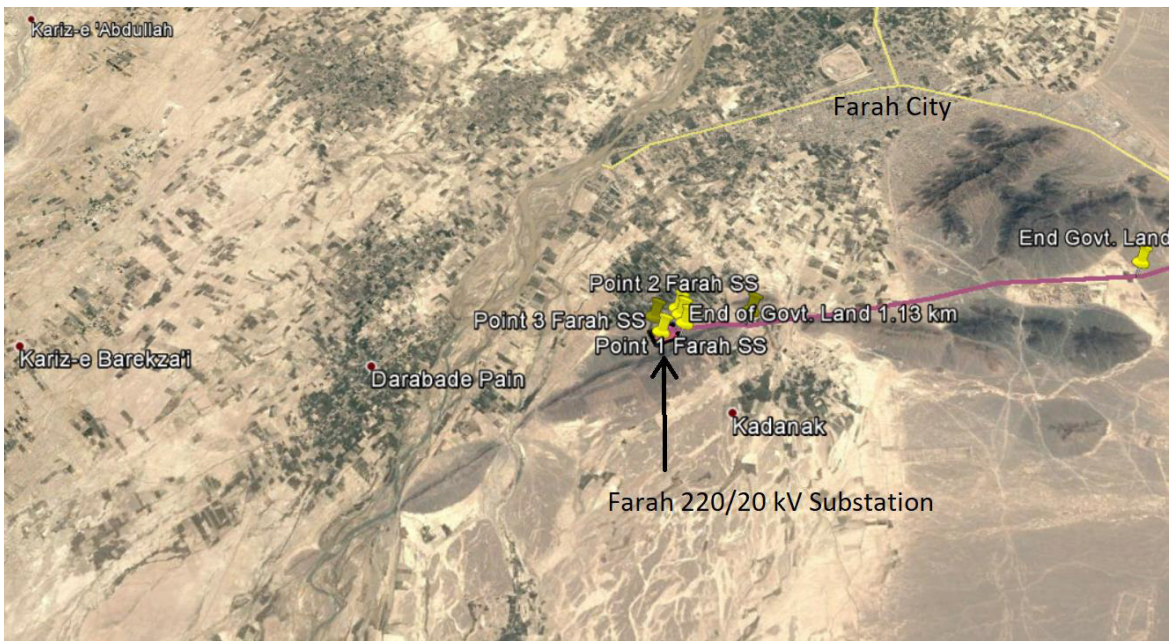 Kariz-e 'Abdullah
Farah City
End Govt. Land
Point 2 Farah SS
End of Govt. Land 1.13 km
Point 3 Farah SS
Point 1 Farah SS
Kariz-e Barekza'i
Darabade Pain
Kadanak
Farah 220/20 kV Substation